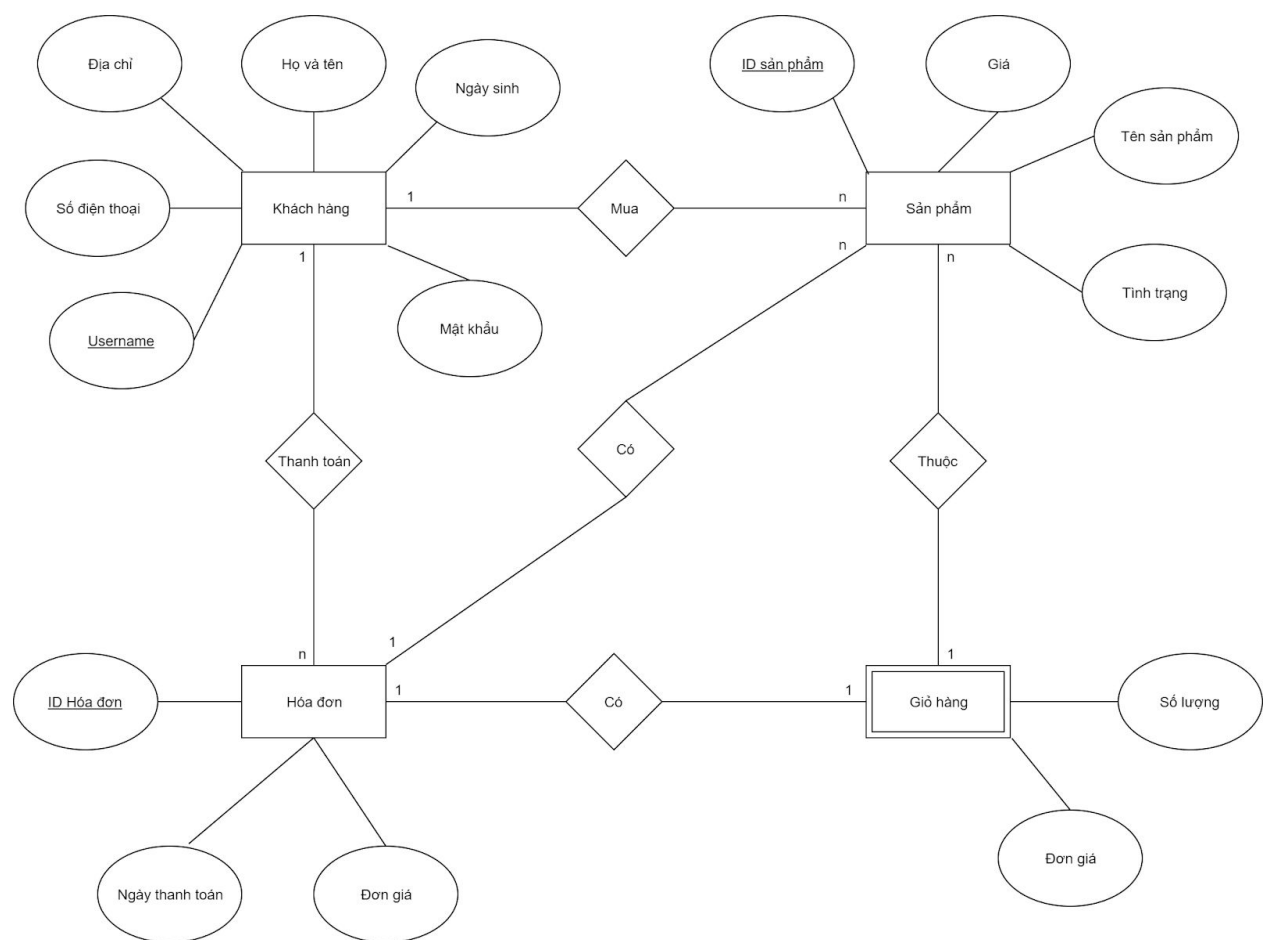 Địa chỉ
Họ và tên
Ngày sinh
ID sản phẩm
Giá
Tên sản phẩm
Số điện thoại
Khách hàng
1
Mua
n
Sản phẩm
1
n
n
Username
Mật khẩu
Tình trạng
Thanh toán
Có
Thuộc
n
1
1
ID Hóa đơn
Hóa đơn
1
Có
1
Giỏ hàng
Số lượng
Ngày thanh toán
Đơn giá
Đơn giá